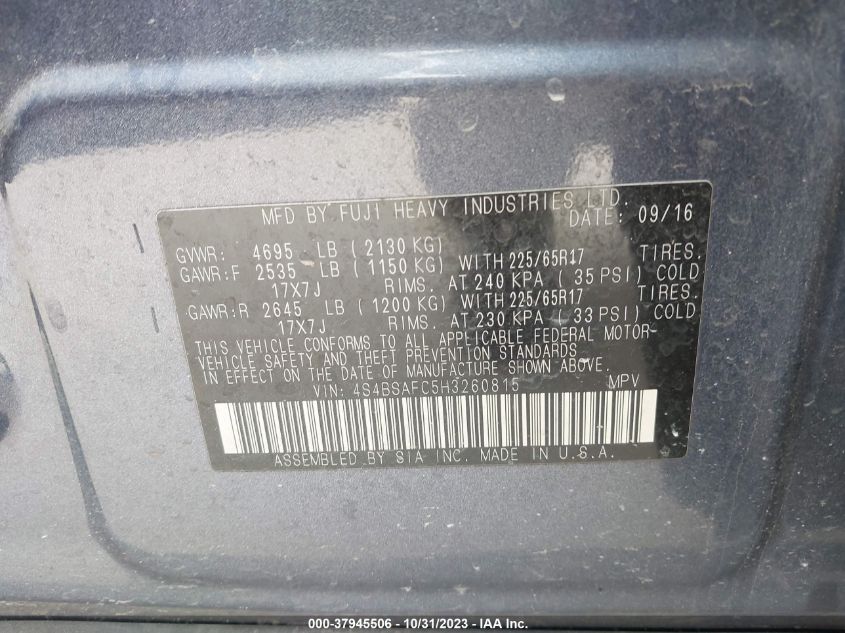 MFD BY FUJI HEAVY INDUSTRIES LTD.
DATE: 09/16
GVWR: 4695 LB ( 2130 KG)
GAWR:F 2535 LB ( 1150 KG) WITH 225/65R17 TIRES.
17X7J RIMS. AT 240 KPA ( 35 PSI) COLD
GAWR:R 2645 LB ( 1200 KG) WITH 225/65R17 TIRES.
17X7J RIMS. AT 230 KPA ( 33 PSI) COLD
THIS VEHICLE CONFORMS TO ALL APPLICABLE FEDERAL MOTOR-
VEHICLE SAFETY AND THEFT PREVENTION STANDARDS
IN EFFECT ON THE DATE OF MANUFACTURE SHOWN ABOVE.
VIN: 4S4BSAFC5H3260815 MPV
ASSEMBLED BY SIA INC. MADE IN U.S.A.
000-37945506 - 10/31/2023 - IAA Inc.